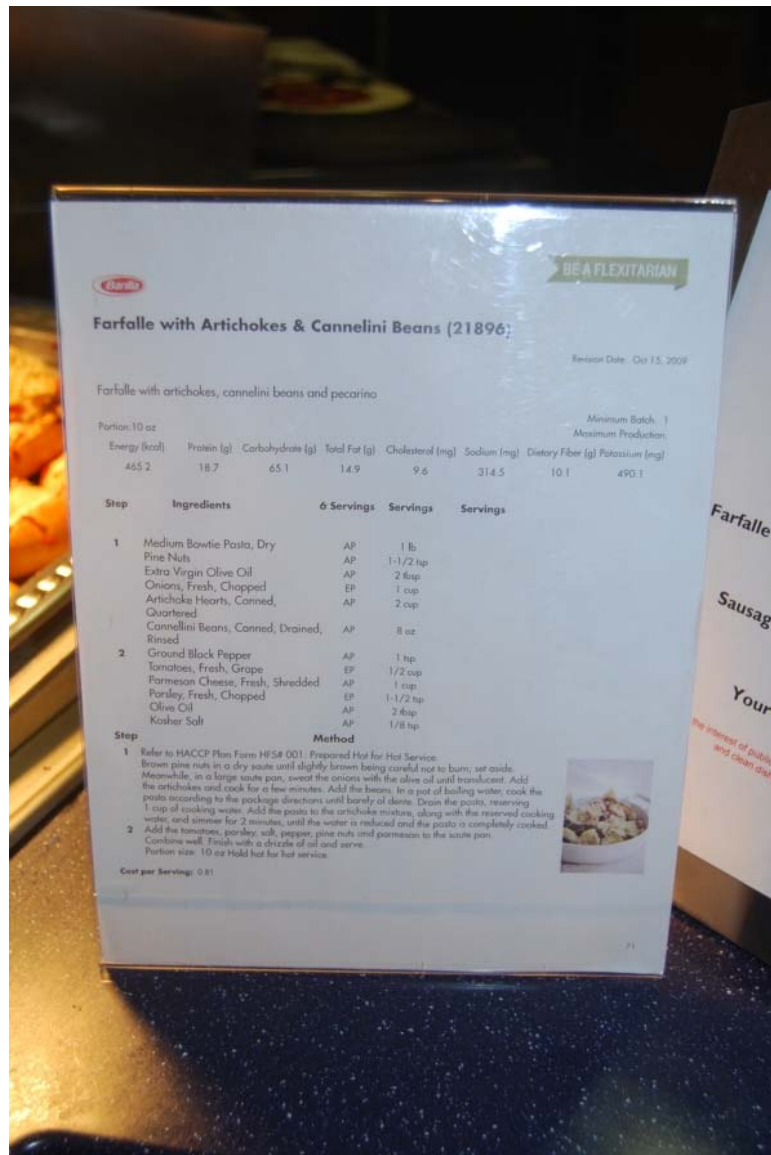 Barilla
BE A FLEXITARIAN
Farfalle with Artichokes & Cannelini Beans (21896)
Revision Date: Oct 15, 2009
Farfalle with artichokes, cannelini beans and pecarino
Minimum Batch: 1
Portion: 10 oz
Maximum Production:
Energy (kcal) Protein (g) Carbohydrate (g) Total Fat (g) Cholesterol (mg) Sodium (mg) Dietary Fiber (g) Potassium (mg)
465.2 18.7 65.1 14.9 9.6 314.5 10.1 490.1
Step Ingredients 6 Servings Servings Servings
1 Medium Bowtie Pasta, Dry AP 1 lb
Pine Nuts AP 1-1/2 tsp
Extra Virgin Olive Oil AP 2 tbsp
Onions, Fresh, Chopped EP 1 cup
Artichoke Hearts, Canned, AP 2 cup
Quartered
Cannellini Beans, Canned, Drained, AP 8 oz
Rinsed
2 Ground Black Pepper AP 1 tsp
Tomatoes, Fresh, Grape EP 1/2 cup
Parmesan Cheese, Fresh, Shredded AP 1 cup
Parsley, Fresh, Chopped EP 1-1/2 tsp
Olive Oil AP 2 tbsp
Kosher Salt AP 1/8 tsp
Step Method
1 Refer to HACCP Plan Form HFS# 001: Prepared Hot for Hot Service.
Brown pine nuts in a dry saute until slightly brown being careful not to burn; set aside.
Meanwhile, in a large saute pan, sweat the onions with the olive oil until translucent. Add
the artichokes and cook for a few minutes. Add the beans. In a pot of boiling water, cook the
pasta according to the package directions until barely al dente. Drain the pasta, reserving
1 cup of cooking water. Add the pasta to the artichoke mixture, along with the reserved cooking
water, and simmer for 2 minutes, until the water is reduced and the pasta is completely cooked.
2 Add the tomatoes, parsley, salt, pepper, pine nuts and parmesan to the saute pan.
Combine well. Finish with a drizzle of oil and serve.
Portion size: 10 oz Hold hot for hot service.
Cost per Serving: 0.81
71
Farfalle
Sausag
Your
the interest of public
and clean dish